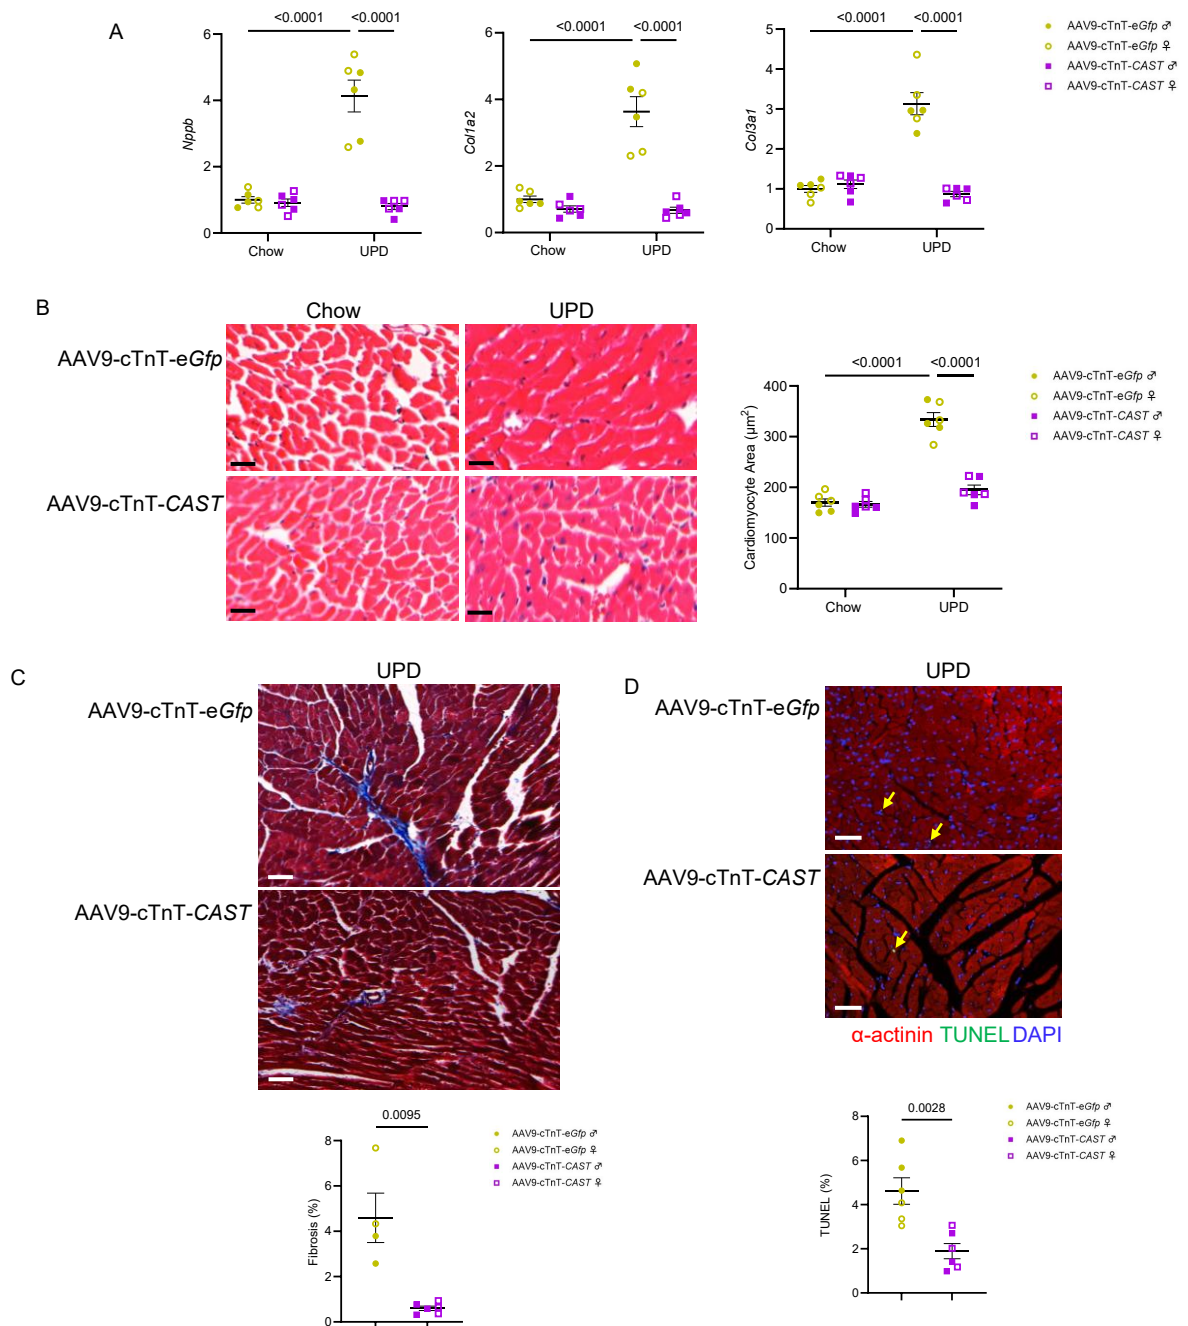 A
<0.0001 <0.0001
<0.0001 <0.0001
<0.0001 <0.0001
Nppb
6
4
2
0
Chow UPD
Col1a2
6
4
2
0
Chow UPD
Col3a1
5
4
3
2
1
0
Chow UPD
AAV9-cTnT-eGfp ♂
AAV9-cTnT-eGfp ♀
AAV9-cTnT-CAST ♂
AAV9-cTnT-CAST ♀
B
Chow UPD
AAV9-cTnT-eGfp
AAV9-cTnT-CAST
<0.0001 <0.0001
Cardiomyocyte Area (μm²)
400
300
200
100
0
Chow UPD
AAV9-cTnT-eGfp ♂
AAV9-cTnT-eGfp ♀
AAV9-cTnT-CAST ♂
AAV9-cTnT-CAST ♀
C
UPD
AAV9-cTnT-eGfp
AAV9-cTnT-CAST
0.0095
Fibrosis (%)
8
6
4
2
0
AAV9-cTnT-eGfp ♂
AAV9-cTnT-eGfp ♀
AAV9-cTnT-CAST ♂
AAV9-cTnT-CAST ♀
D
UPD
AAV9-cTnT-eGfp
AAV9-cTnT-CAST
α-actinin TUNEL DAPI
0.0028
TUNEL (%)
8
6
4
2
0
AAV9-cTnT-eGfp ♂
AAV9-cTnT-eGfp ♀
AAV9-cTnT-CAST ♂
AAV9-cTnT-CAST ♀